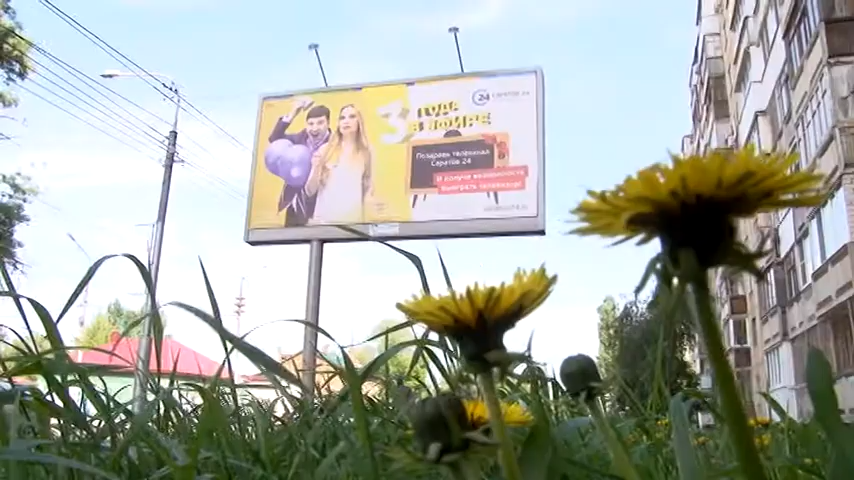 3 ГОДА
В ЭФИРЕ
24 САРАТОВ 24
Поздравь телеканал
Саратов 24
И получи возможность
выиграть телевизор!